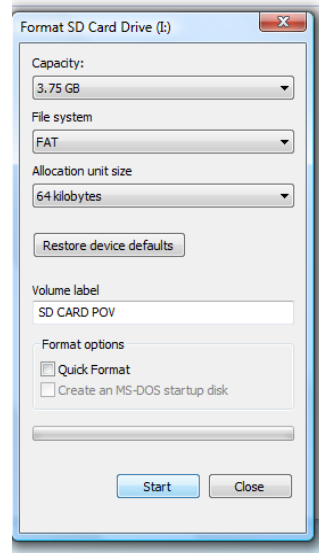 Format SD Card Drive (I:)
Capacity:
3.75 GB
File system
FAT
Allocation unit size
64 kilobytes
Restore device defaults
Volume label
SD CARD POV
Format options
Quick Format
Create an MS-DOS startup disk
Start
Close